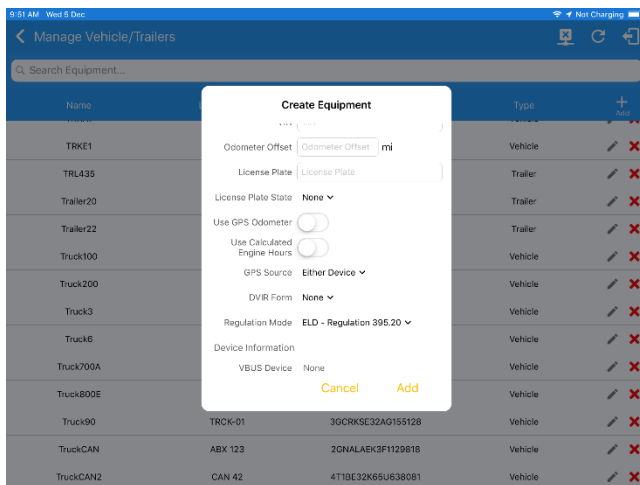 9:51 AM Wed 5 Dec Not Charging
Manage Vehicle/Trailers
Search Equipment...
Name Type Add
Create Equipment
Odometer Offset Odometer Offset mi
License Plate License Plate
License Plate State None
Use GPS Odometer
Use Calculated
Engine Hours
GPS Source Either Device
DVIR Form None
Regulation Mode ELD - Regulation 395.20
Device Information
VBUS Device None
Cancel Add
TRKE1 Vehicle
TRL435 Trailer
Trailer20 Trailer
Trailer22 Trailer
Truck100 Vehicle
Truck200 Vehicle
Truck3 Vehicle
Truck6 Vehicle
Truck700A Vehicle
Truck800E Vehicle
Truck90 TRCK-01 3GCRKSE32AG155128 Vehicle
TruckCAN ABX 123 2GNALAEK3F1129818 Vehicle
TruckCAN2 CAN 42 4T1BE32K65U638081 Vehicle